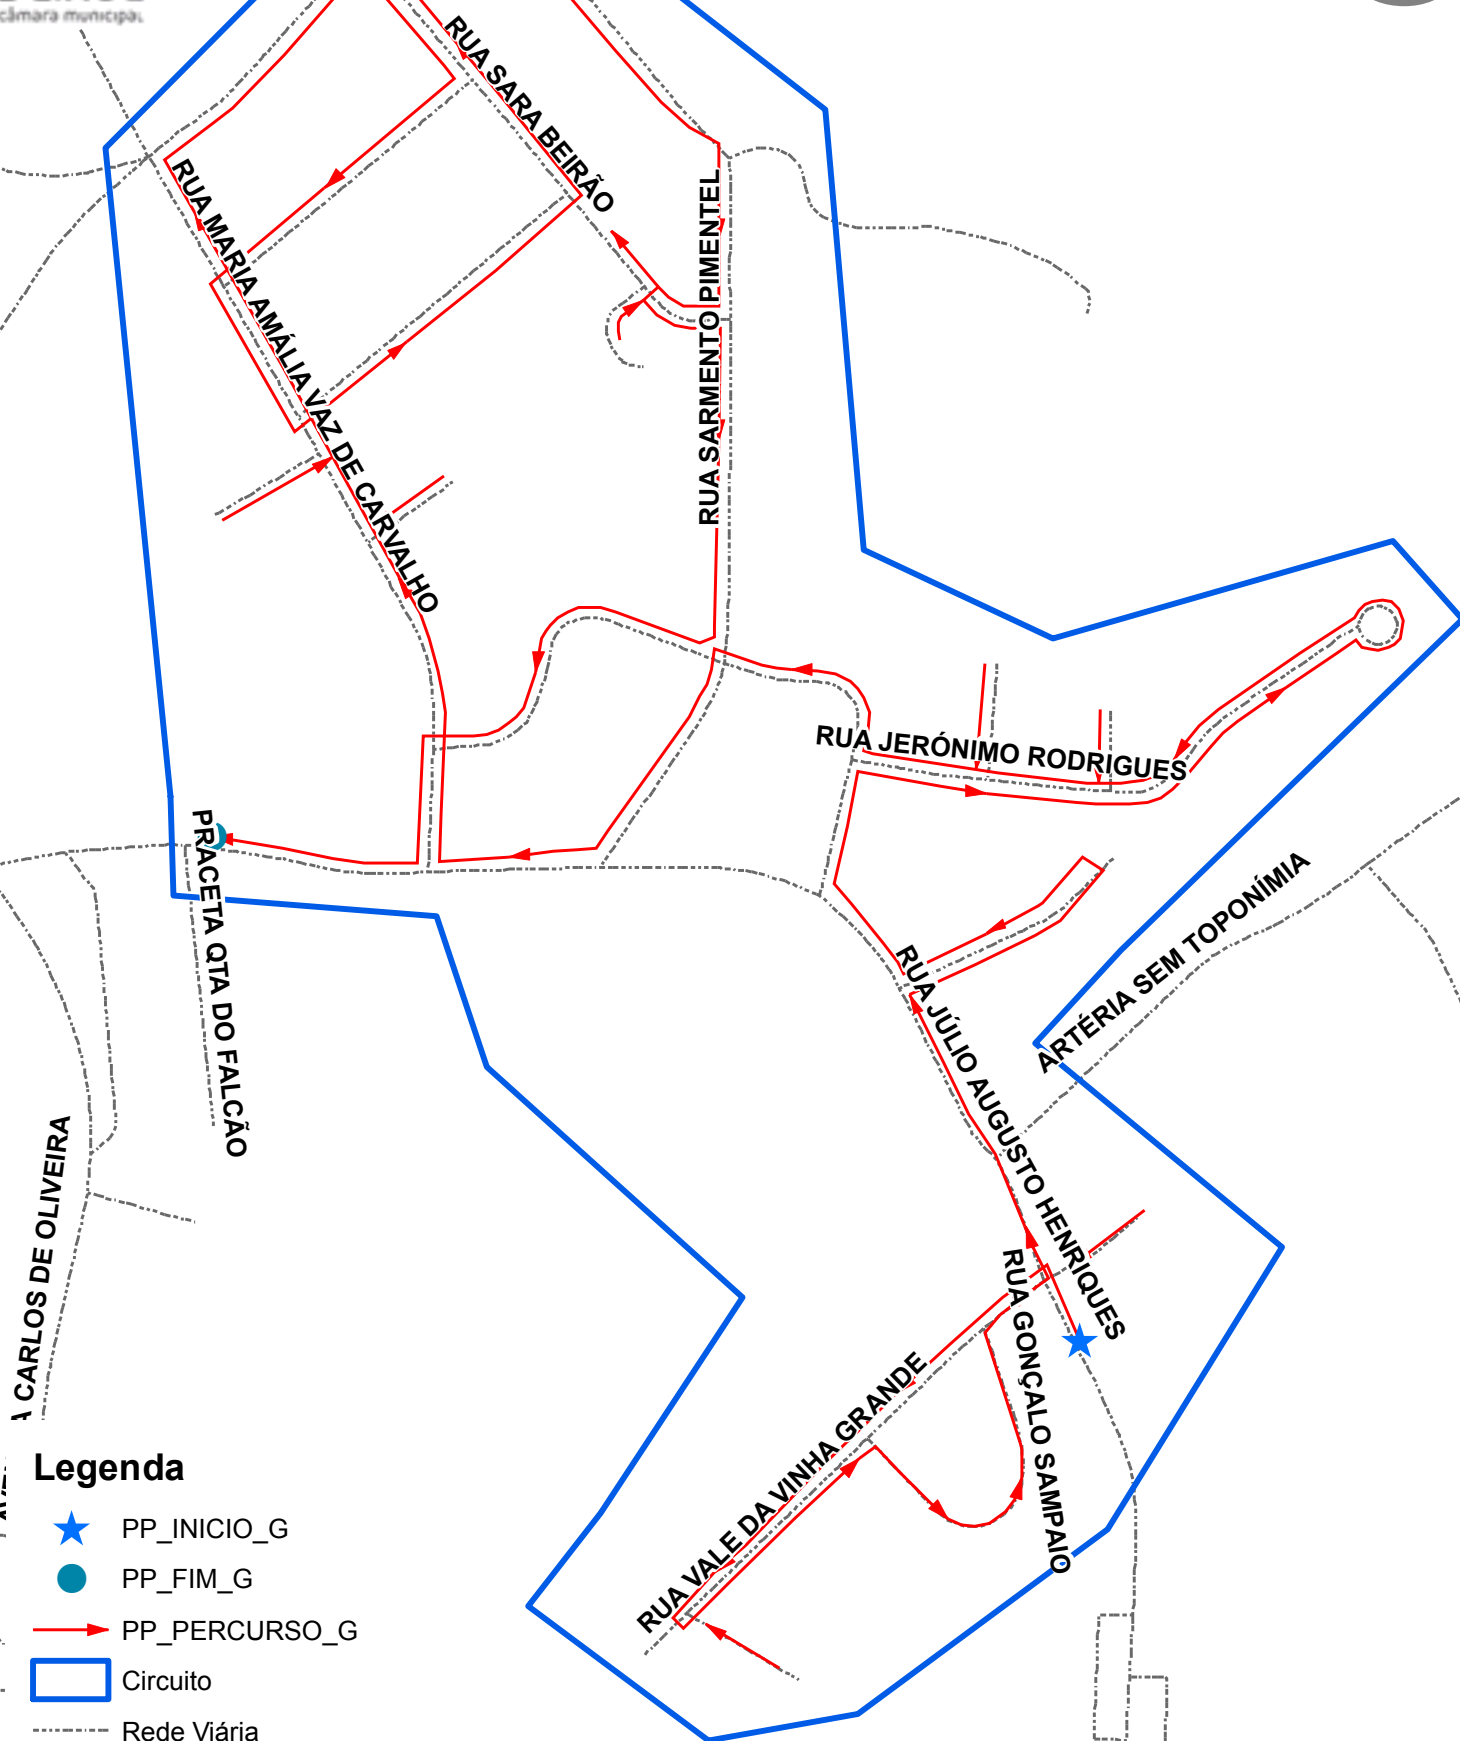 câmara municipal
RUA SARA BEIRÃO
RUA MARIA AMÁLIA VAZ DE CARVALHO
RUA SARMENTO PIMENTEL
RUA JERÓNIMO RODRIGUES
PRACETA QTA DO FALCÃO
ARTÉRIA SEM TOPONÍMIA
RUA JÚLIO AUGUSTO HENRIQUES
CARLOS DE OLIVEIRA
RUA GONÇALO SAMPAIO
RUA VALE DA VINHA GRANDE
Legenda
PP_INICIO_G
PP_FIM_G
PP_PERCURSO_G
Circuito
Rede Viária